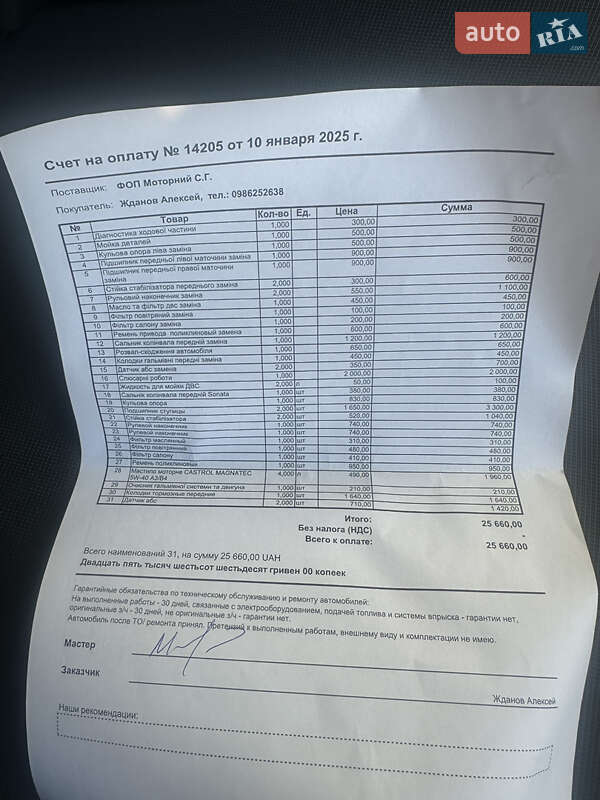 auto RIA .com
Счет на оплату № 14205 от 10 января 2025 г.
Поставщик: ФОП Моторний С.Г.
Покупатель: Жданов Алексей, тел.: 0986252638
№ Товар Кол-во Ед. Цена Сумма
1 Діагностика ходової частини 1,000 300,00 300,00
2 Мойка деталей 1,000 500,00 500,00
3 Кульова опора ліва заміна 1,000 500,00 500,00
4 Підшипник передньої лівої маточини заміна 1,000 900,00 900,00
5 Підшипник передньої правої маточини заміна 1,000 900,00 900,00
6 Стійка стабілізатора переднього заміна 2,000 300,00 600,00
7 Рульовий наконечник заміна 2,000 550,00 1 100,00
8 Масло та фільтр двс заміна 1,000 450,00 450,00
9 Фільтр повітряний заміна 1,000 100,00 100,00
10 Фільтр салону заміна 1,000 200,00 200,00
11 Ремень привода поликлиновый замена 1,000 600,00 600,00
12 Сальник колінвала передній заміна 1,000 1 200,00 1 200,00
13 Розвал-сходження автомобіля 1,000 650,00 650,00
14 Колодки гальмівні передні заміна 1,000 450,00 450,00
15 Датчик абс замена 2,000 350,00 700,00
16 Слюсарні роботи 1,000 2 000,00 2 000,00
17 Жидкость для мойки ДВС 2,000 л 50,00 100,00
18 Сальнік колінвала передній Sonata 1,000 шт 380,00 380,00
19 Кульова опора 1,000 шт 830,00 830,00
20 Подшипник ступицы 2,000 шт 1 650,00 3 300,00
21 Стійка стабілізатора 2,000 шт 520,00 1 040,00
22 Рулевой наконечник 1,000 шт 740,00 740,00
23 Рулевой наконечник 1,000 шт 740,00 740,00
24 Фильтр маслянный 1,000 шт 310,00 310,00
25 Фільтр повітряний 1,000 шт 480,00 480,00
26 Фільтр салону 1,000 шт 410,00 410,00
27 Ремень поликлиновых 1,000 шт 950,00 950,00
28 Мастило моторне CASTROL MAGNATEC 5W-40 A3/B4 4,000 л 490,00 1 960,00
29 Очисник гальмівної системи та двигуна 1,000 шт 210,00 210,00
30 Колодки тормозные передние 1,000 шт 1 640,00 1 640,00
31 Датчик абс 2,000 шт 710,00 1 420,00
Итого: 25 660,00
Без налога (НДС) -
Всего к оплате: 25 660,00
Всего наименований 31, на сумму 25 660,00 UAH
Двадцать пять тысяч шестьсот шестьдесят гривен 00 копеек
Гарантийные обязательства по техническому обслуживанию и ремонту автомобилей:
На выполненные работы - 30 дней, связанные с электрооборудованием, подачей топлива и системы впрыска - гарантии нет,
оригинальные з/ч - 30 дней, не оригинальные з/ч - гарантии нет.
Автомобиль после ТО/ ремонта принял. Претензий к выполненным работам, внешнему виду и комплектации не имею.
Мастер
Заказчик
Жданов Алексей
Наши рекомендации: